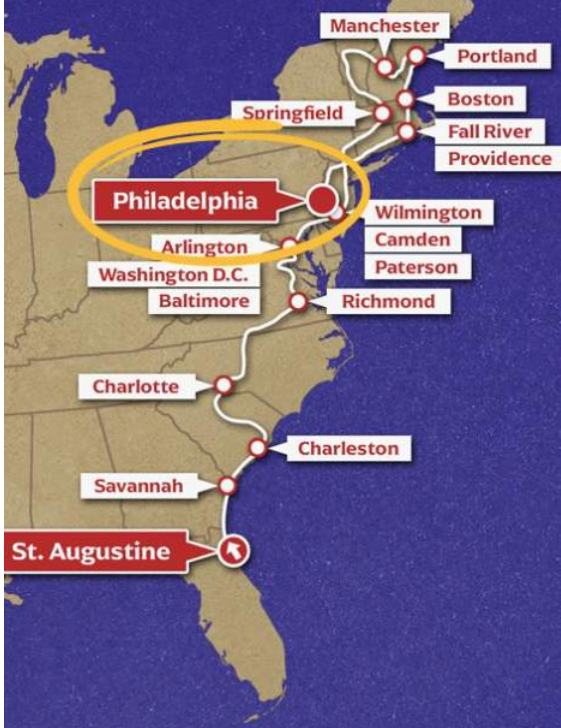 Manchester
Portland
Springfield
Boston
Fall River
Providence
Philadelphia
Wilmington
Arlington
Camden
Washington D.C.
Paterson
Baltimore
Richmond
Charlotte
Charleston
Savannah
St. Augustine